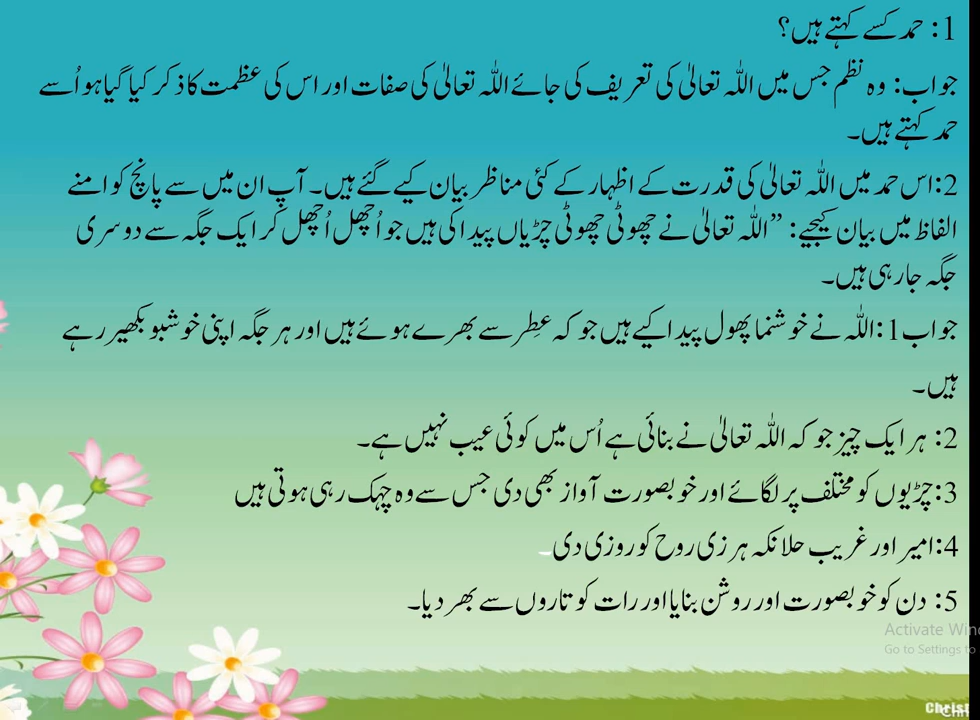 1: حمد کسے کہتے ہیں؟
جواب: وہ نظم جس میں اللہ تعالیٰ کی تعریف کی جائے اللہ تعالیٰ کی صفات اور اس کی عظمت کا ذکر کیا گیا ہو اُسے
حمد کہتے ہیں۔
2:اس حمد میں اللہ تعالیٰ کی قدرت کے اظہار کے کئی مناظر بیان کیے گئے ہیں۔ آپ ان میں سے پانچ کو امنے
الفاظ میں بیان کیجیے: ”اللہ تعالیٰ نے چھوٹی چھوٹی چڑیاں پیدا کی ہیں جو اُچھل اُچھل کر ایک جگہ سے دوسری
جگہ جا رہی ہیں۔
جواب1:اللہ نے خوشنما پھول پیدا کیے ہیں جو کہ عِطر سے بھرے ہوئے ہیں اور ہر جگہ اپنی خوشبو بکھیر رہے
ہیں۔
2: ہر ایک چیز جو کہ اللہ تعالیٰ نے بنائی ہے اُس میں کوئی عیب نہیں ہے۔
3:چڑیوں کو مختلف پر لگائے اور خوبصورت آواز بھی دی جس سے وہ چہک رہی ہوتی ہیں
4:امیر اور غریب حلانکہ ہر زی روح کو روزی دی۔
5: دن کو خوبصورت اور روشن بنایا اور رات کو تاروں سے بھر دیا۔
Activate Win
Go to Settings to